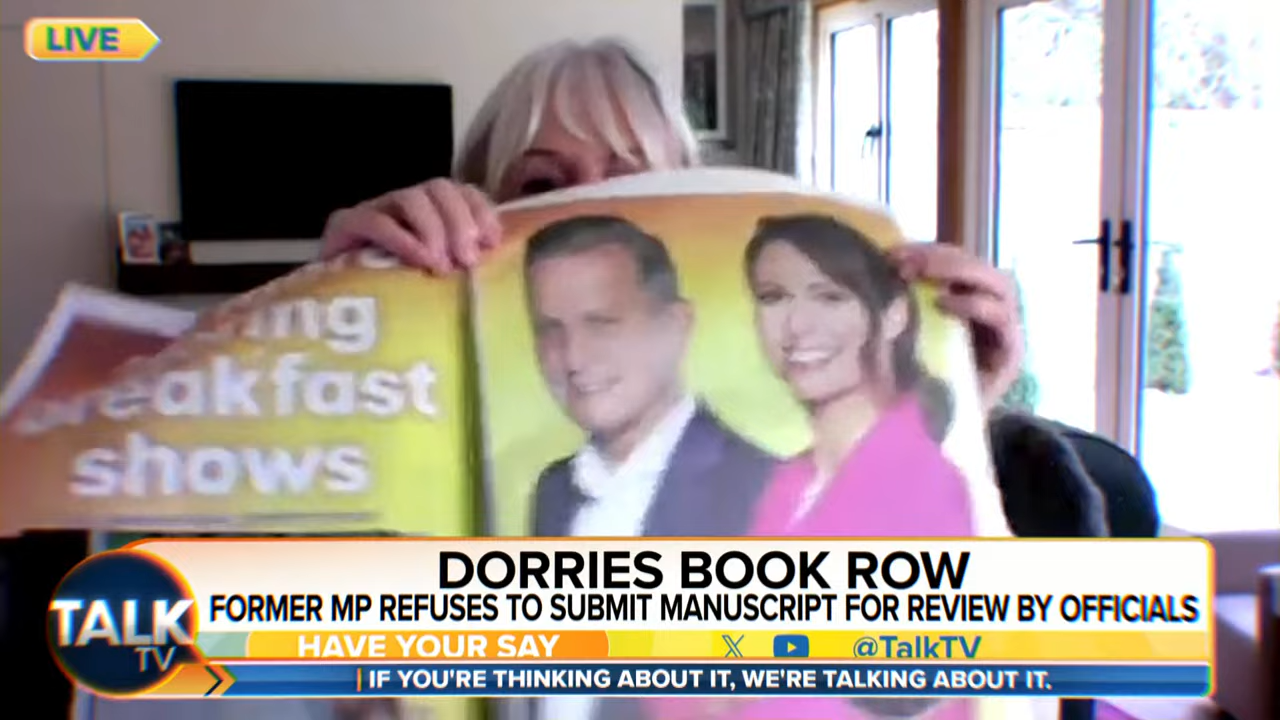 LIVE
breakfast
shows
DORRIES BOOK ROW
FORMER MP REFUSES TO SUBMIT MANUSCRIPT FOR REVIEW BY OFFICIALS
TALK
TV
HAVE YOUR SAY
@TalkTV
IF YOU'RE THINKING ABOUT IT, WE'RE TALKING ABOUT IT.